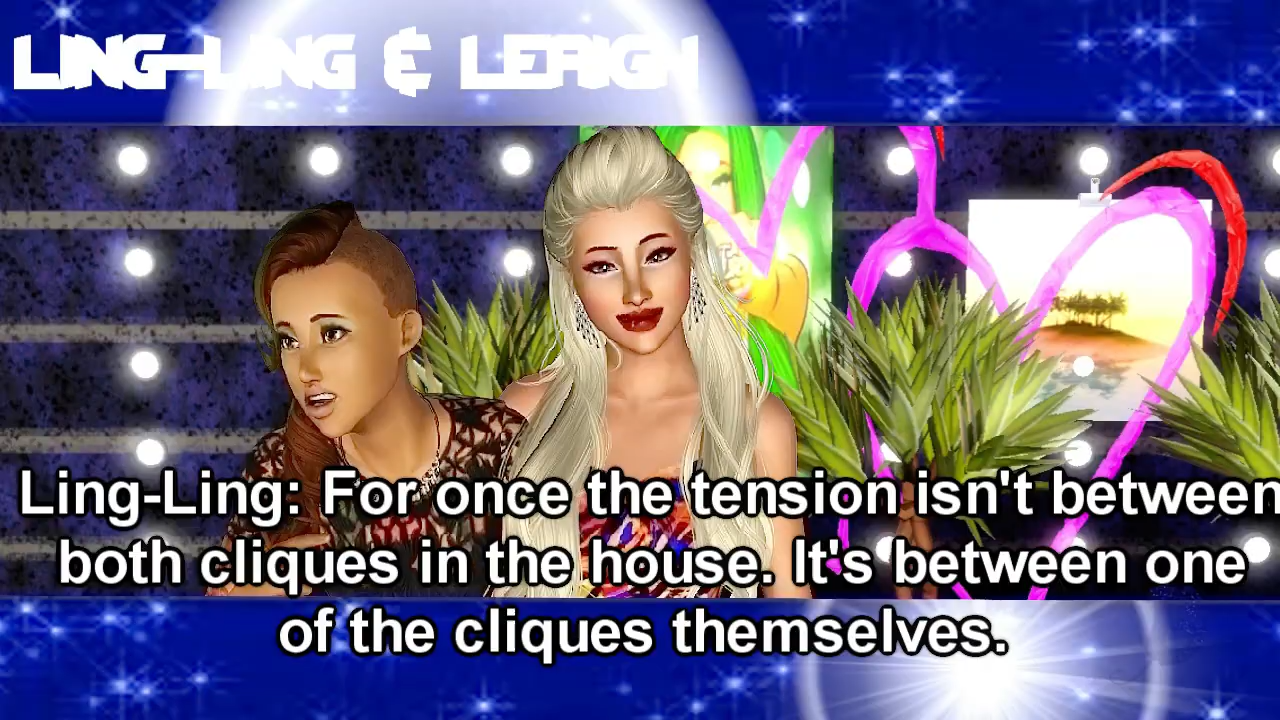 LING-LING & LERIGH
Ling-Ling: For once the tension isn't between
both cliques in the house. It's between one
of the cliques themselves.